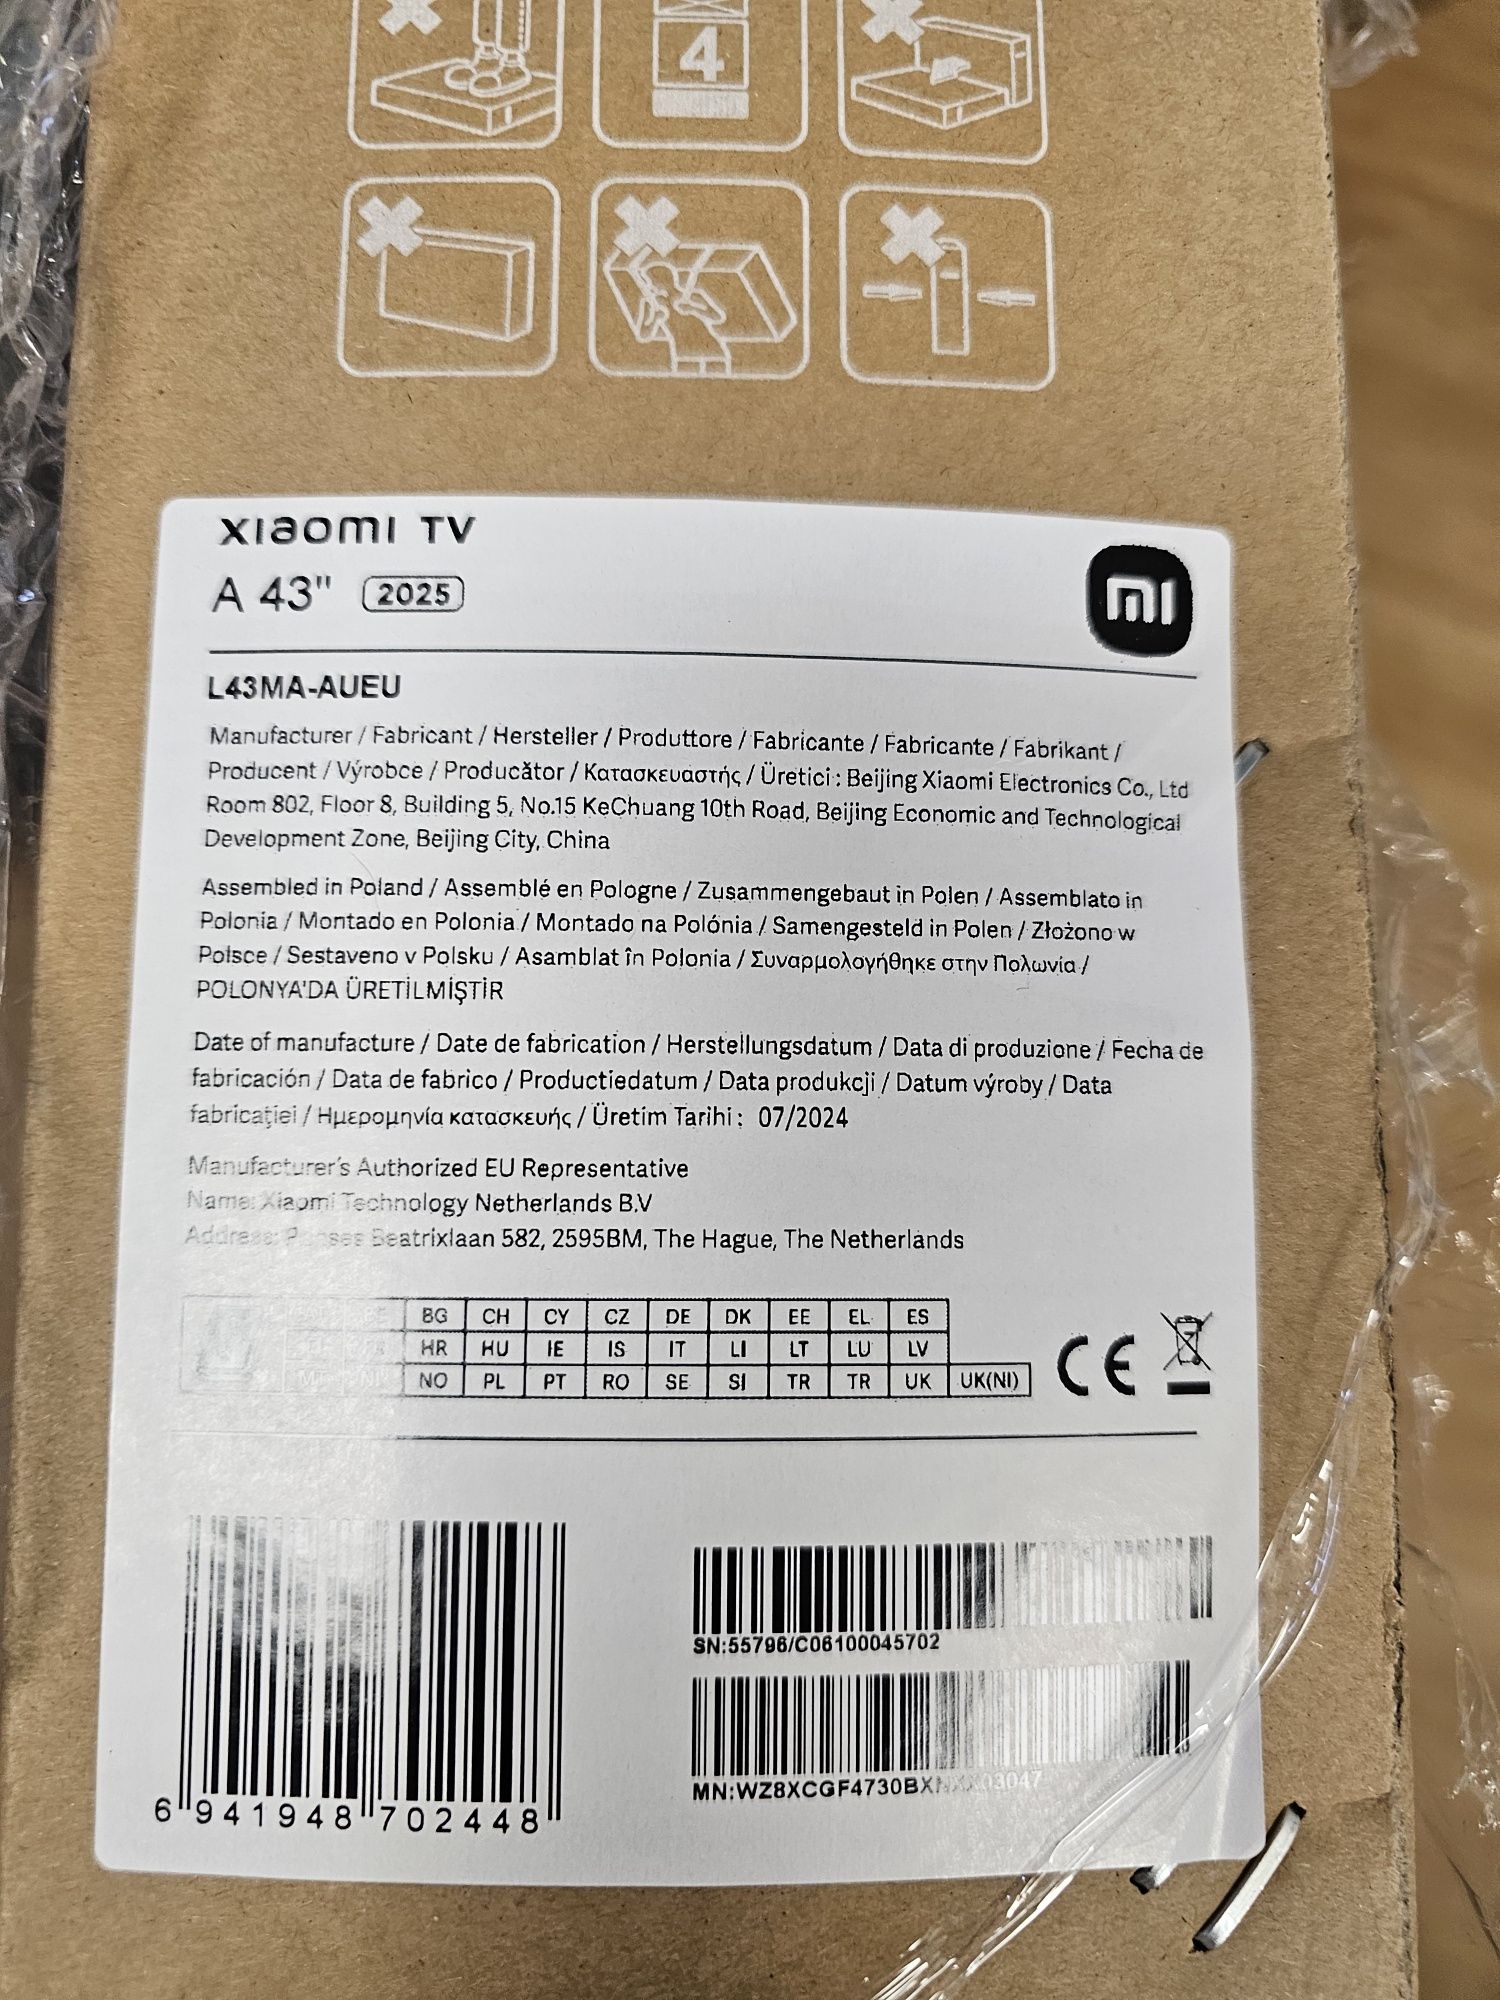 4
xiaomi TV
A 43" 2025
mi
L43MA-AUEU
Manufacturer / Fabricant / Hersteller / Produttore / Fabricante / Fabricante / Fabrikant /
Producent / Výrobce / Producător / Κατασκευαστής / Üretici : Beijing Xiaomi Electronics Co., Ltd
Room 802, Floor 8, Building 5, No.15 KeChuang 10th Road, Beijing Economic and Technological
Development Zone, Beijing City, China
Assembled in Poland / Assemblé en Pologne / Zusammengebaut in Polen / Assemblato in
Polonia / Montado en Polonia / Montado na Polónia / Samengesteld in Polen / Złożono w
Polsce / Sestaveno v Polsku / Asamblat în Polonia / Συναρμολογήθηκε στην Πολωνία /
POLONYA'DA ÜRETİLMİŞTİR
Date of manufacture / Date de fabrication / Herstellungsdatum / Data di produzione / Fecha de
fabricación / Data de fabrico / Productiedatum / Data produkcji / Datum výroby / Data
fabricației / Ημερομηνία κατασκευής / Üretim Tarihi : 07/2024
Manufacturer's Authorized EU Representative
Name: Xiaomi Technology Netherlands B.V
Address: Beatrixlaan 582, 2595BM, The Hague, The Netherlands
BG CH CY CZ DE DK EE EL ES
HR HU IE IS IT LI LT LU LV
NO PL PT RO SE SI TR TR UK UK(NI)
CE
SN:55796/C06100045702
MN:WZ8XCGF4730BXN
6 941948 702448